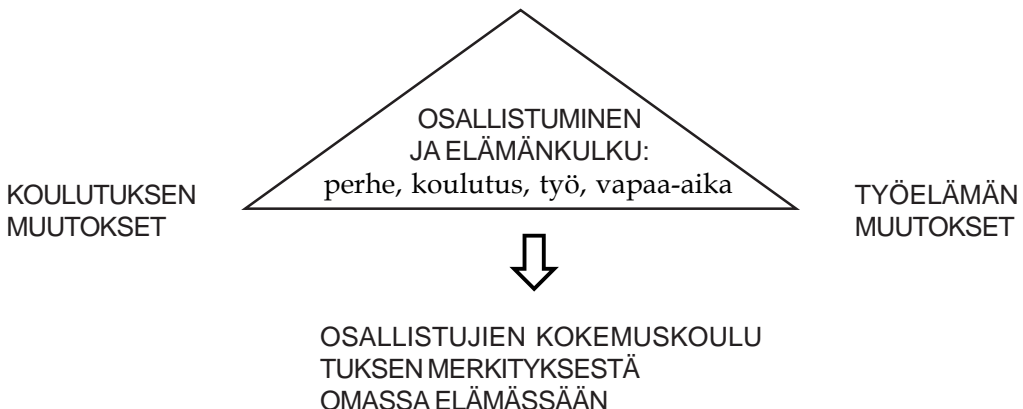 OSALLISTUMINEN
JA ELÄMÄNKULKU:
perhe, koulutus, työ, vapaa-aika
KOULUTUKSEN
MUUTOKSET
TYÖELÄMÄN
MUUTOKSET
OSALLISTUJIEN KOKEMUSKOULU
TUKSEN MERKITYKSESTÄ
OMASSA ELÄMÄSSÄÄN